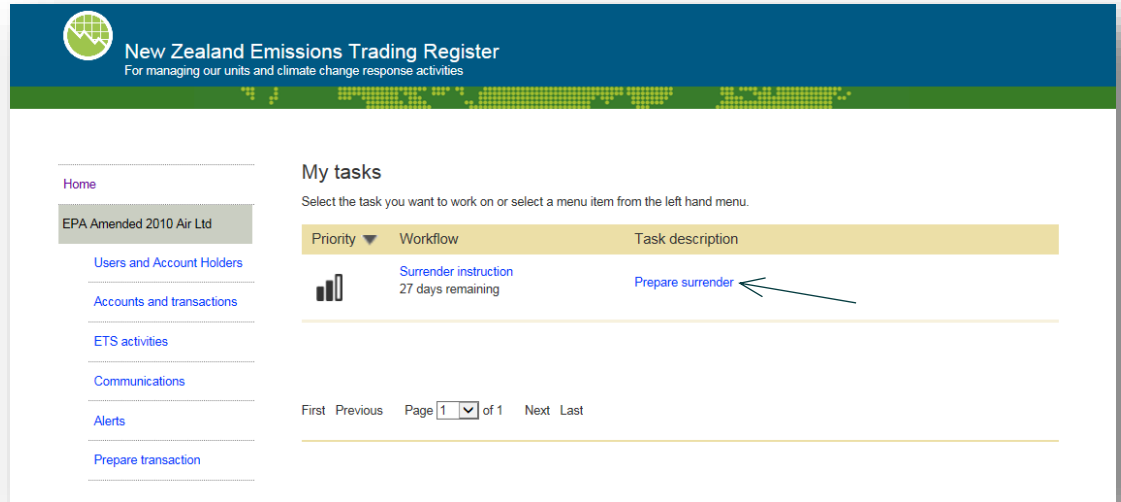 New Zealand Emissions Trading Register
For managing our units and climate change response activities
Home
EPA Amended 2010 Air Ltd
Users and Account Holders
Accounts and transactions
ETS activities
Communications
Alerts
Prepare transaction
My tasks
Select the task you want to work on or select a menu item from the left hand menu.
Priority Workflow Task description
Surrender instruction
27 days remaining
Prepare surrender
First Previous Page 1 of 1 Next Last